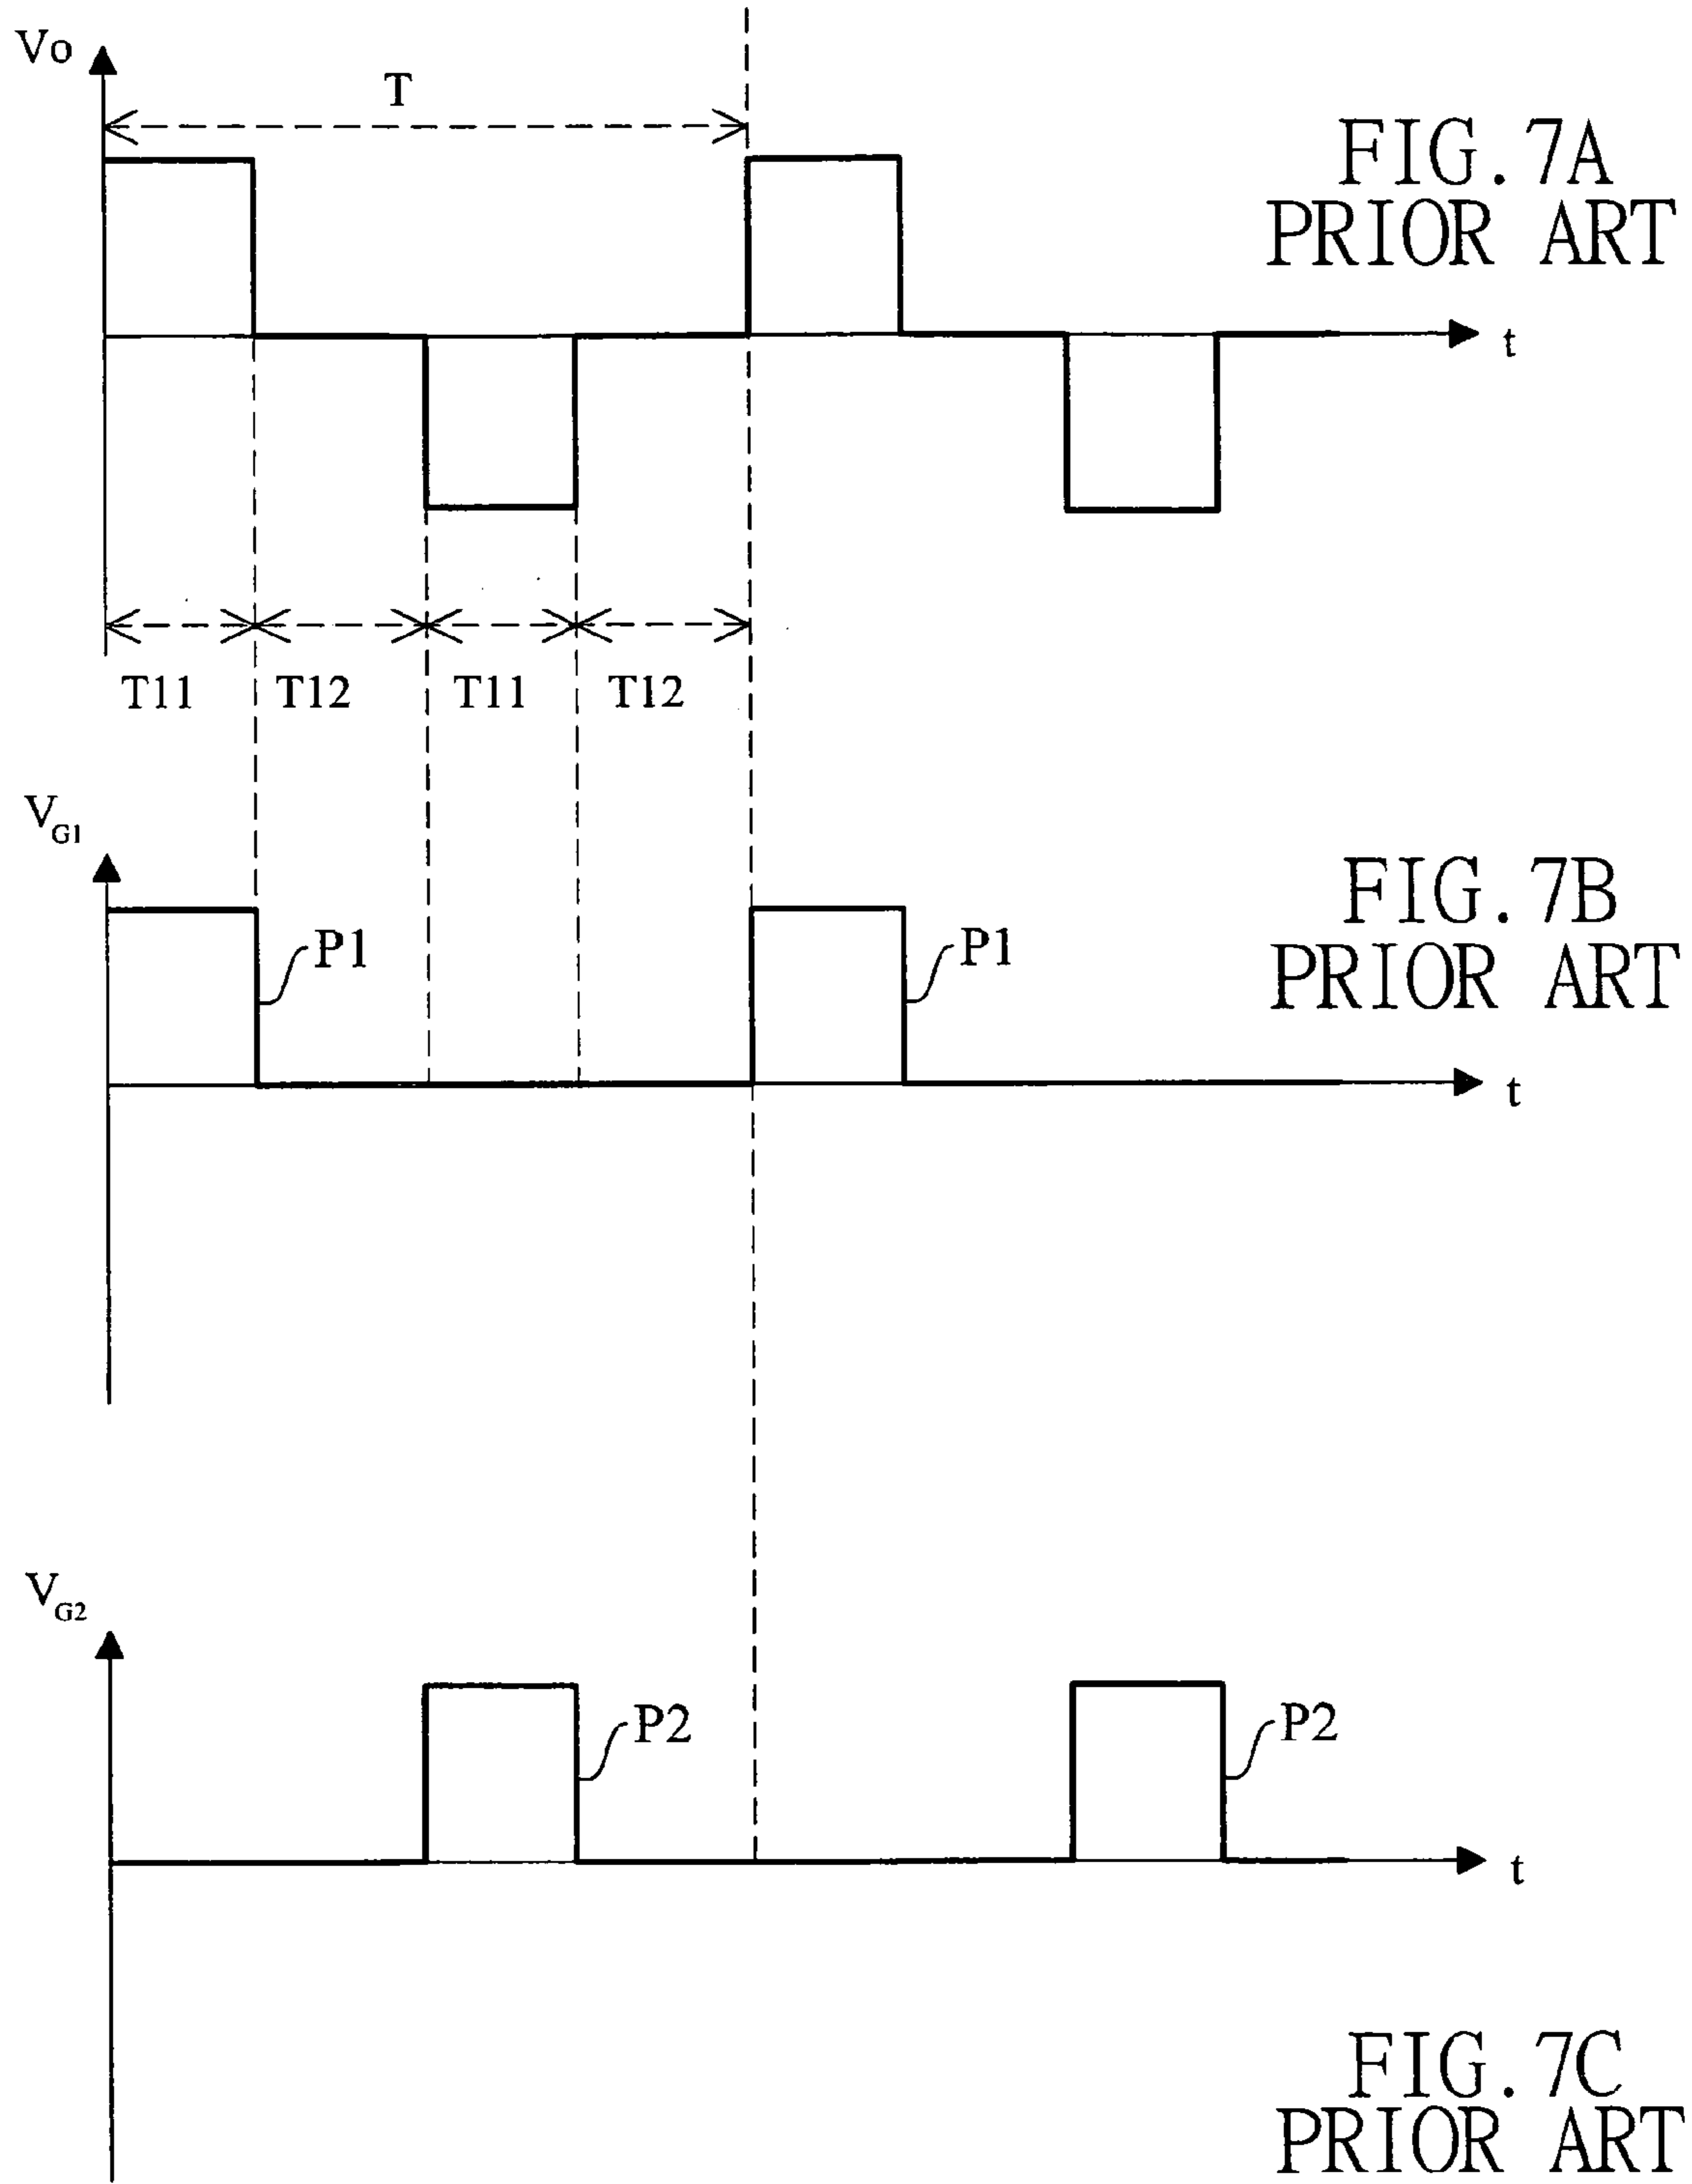 Vo
T
FIG. 7A
PRIOR ART
t
T11 T12 T11 T12
VG1
FIG. 7B
PRIOR ART
P1 P1
t
VG2
P2 P2
t
FIG. 7C
PRIOR ART